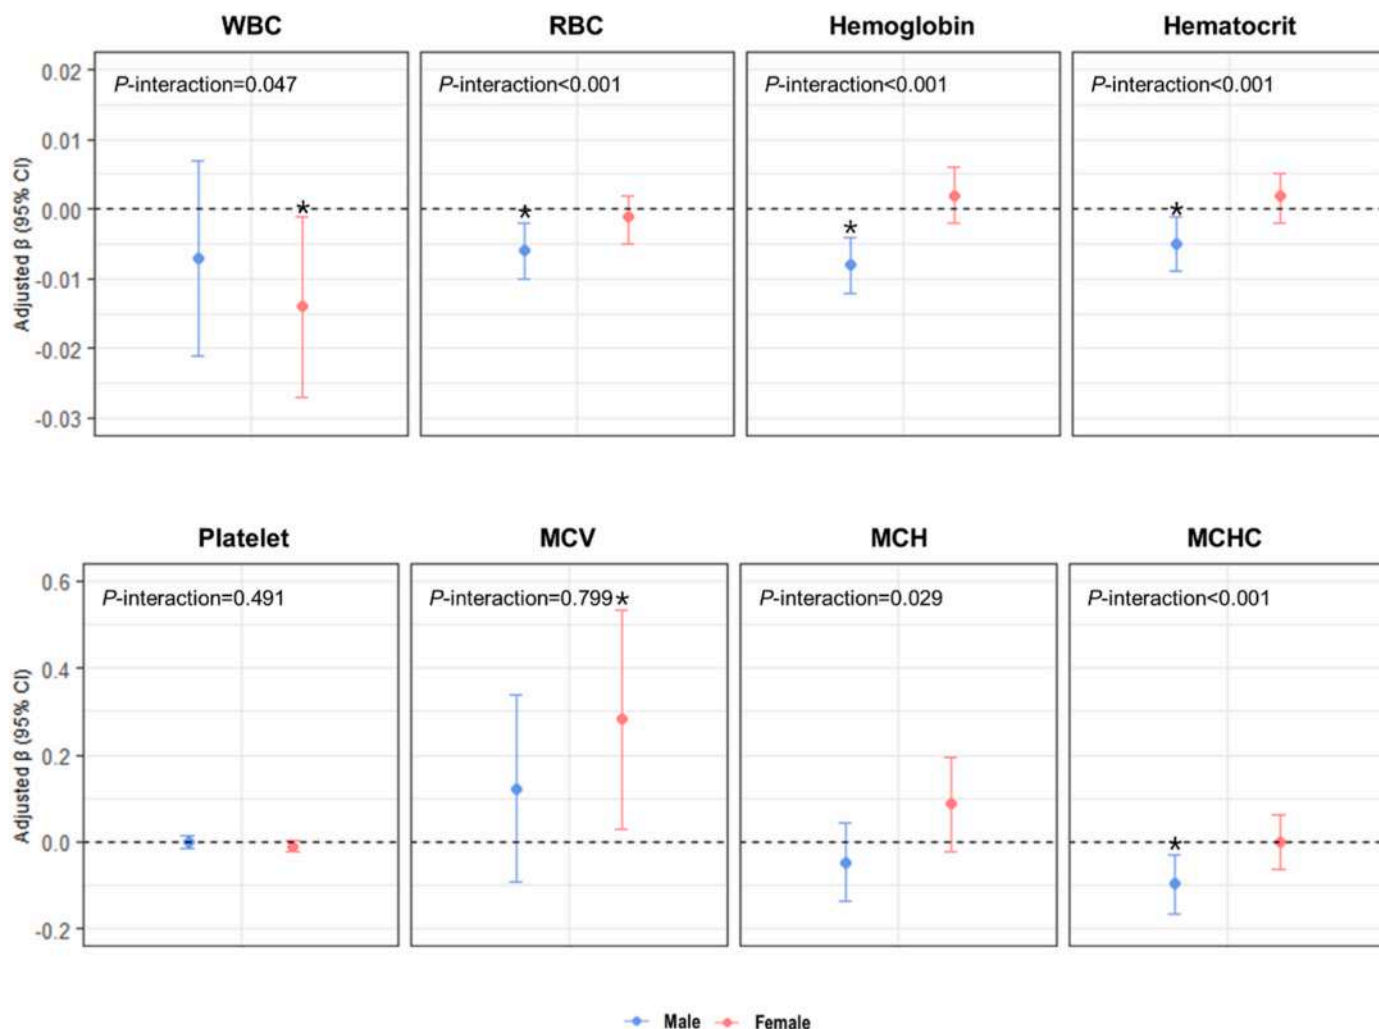 WBC RBC Hemoglobin Hematocrit
P-interaction=0.047 P-interaction<0.001 P-interaction<0.001 P-interaction<0.001
Adjusted β (95% CI)
0.02
0.01
0.00
-0.01
-0.02
-0.03
* * * *
Platelet MCV MCH MCHC
P-interaction=0.491 P-interaction=0.799 * P-interaction=0.029 P-interaction<0.001
Adjusted β (95% CI)
0.6
0.4
0.2
0.0
-0.2
*
Male Female